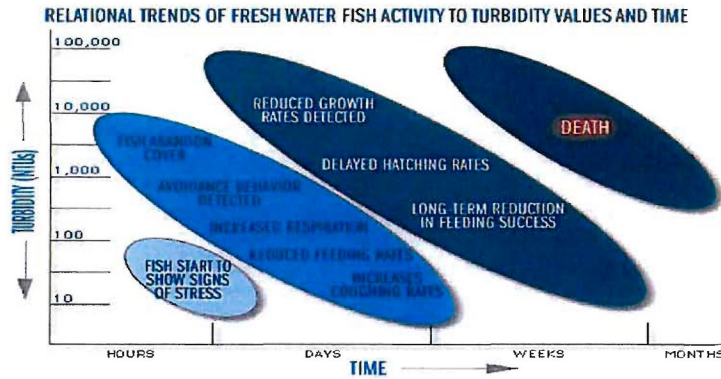 RELATIONAL TRENDS OF FRESH WATER FISH ACTIVITY TO TURBIDITY VALUES AND TIME
TURBIDITY (NTUs)
100,000
10,000
1,000
100
10
FISH ABANDON
COVER
AVOIDANCE BEHAVIOR
DETECTED
INCREASED RESPIRATION
REDUCED FEEDING RATES
INCREASES
COUGHING RATES
FISH START TO
SHOW SIGNS
OF STRESS
REDUCED GROWTH
RATES DETECTED
DELAYED HATCHING RATES
LONG-TERM REDUCTION
IN FEEDING SUCCESS
DEATH
HOURS
DAYS
WEEKS
MONTHS
TIME